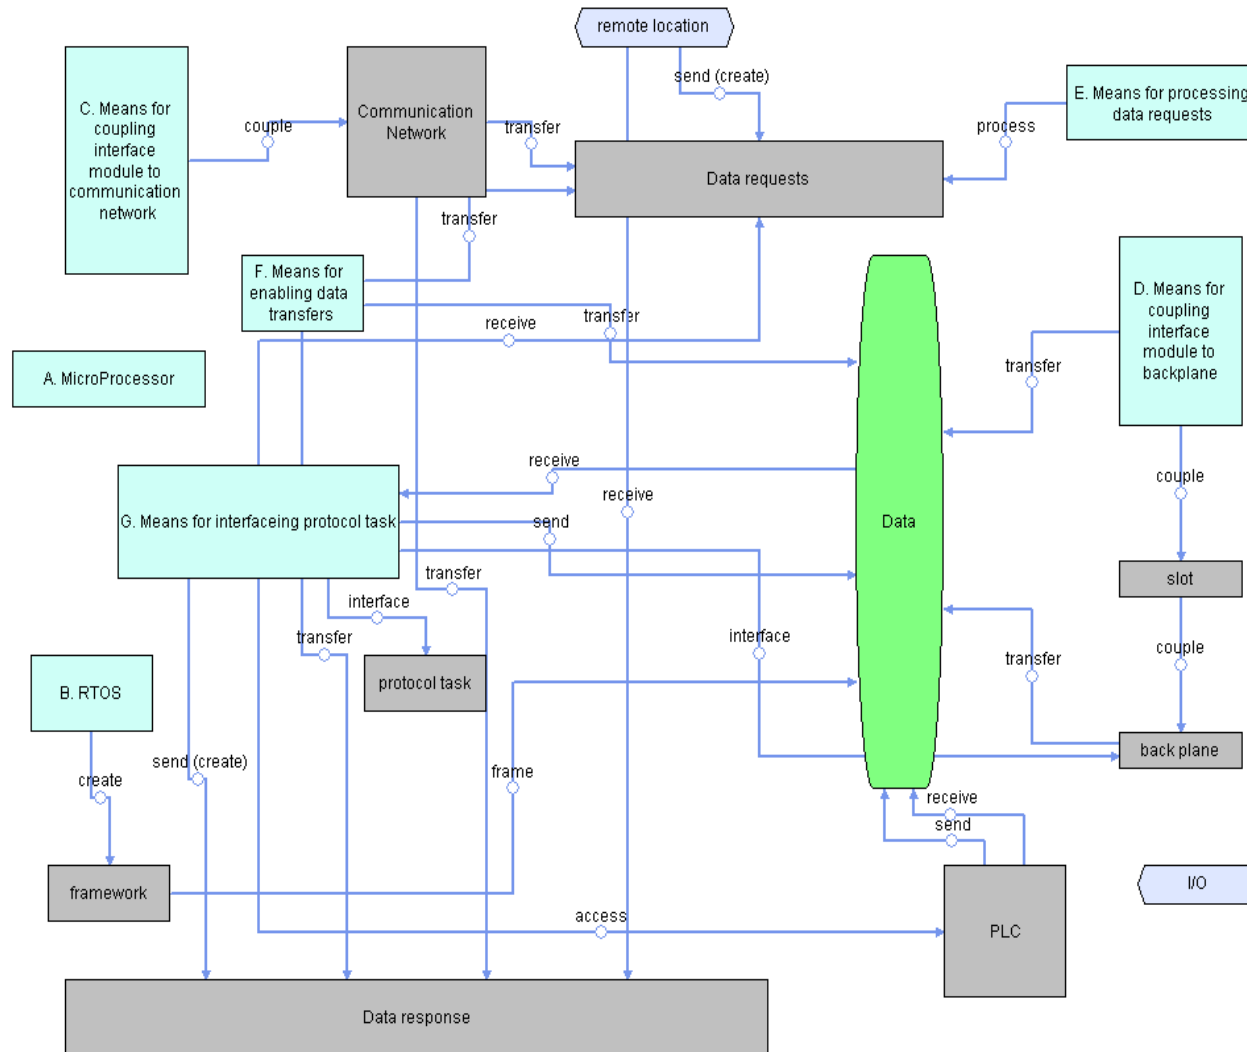 remote location
send (create)
C. Means for
coupling
interface
module to
communication
network
couple
Communication
Network
transfer
E. Means for processing
data requests
process
Data requests
transfer
F. Means for
enabling data
transfers
receive
transfer
D. Means for
coupling
interface
module to
backplane
transfer
A. MicroProcessor
receive
receive
couple
G. Means for interfaceing protocol task
send
Data
transfer
slot
interface
transfer
interface
transfer
couple
protocol task
B. RTOS
back plane
send (create)
create
frame
receive
send
framework
I/O
access
PLC
Data response